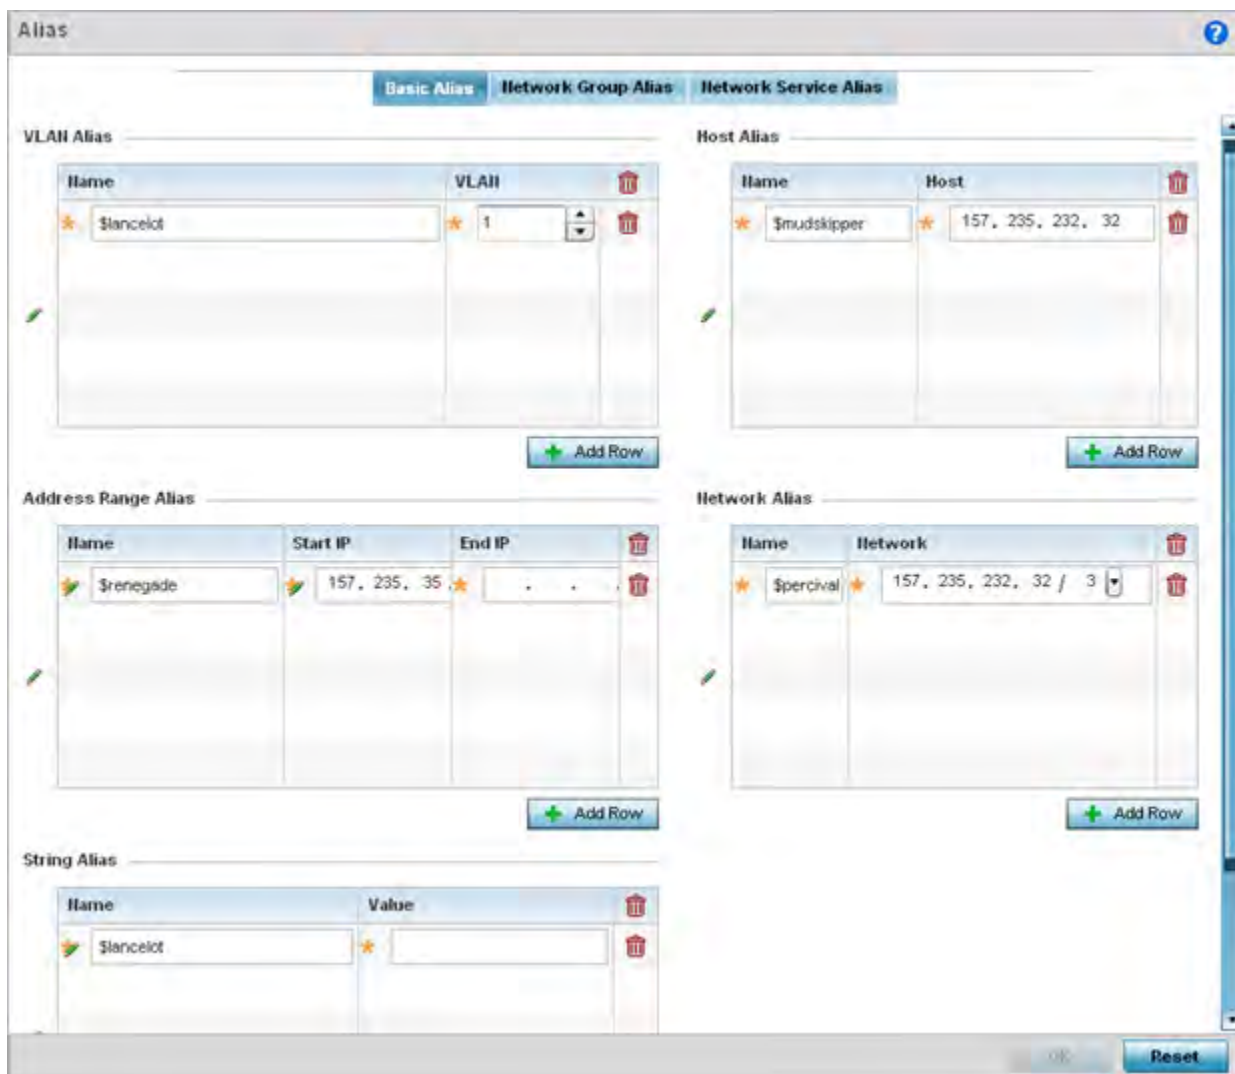 Alias
?
Basic Alias Network Group Alias Network Service Alias
VLAN Alias
Name VLAN
* $lancelot * 1
+ Add Row
Host Alias
Name Host
* $mudskipper * 157. 235. 232. 32
+ Add Row
Address Range Alias
Name Start IP End IP
$renegade 157. 235. 35 . * . . .
+ Add Row
Network Alias
Name Network
* $percival * 157. 235. 232. 32 / 3
+ Add Row
String Alias
Name Value
$lancelot *
OK Reset